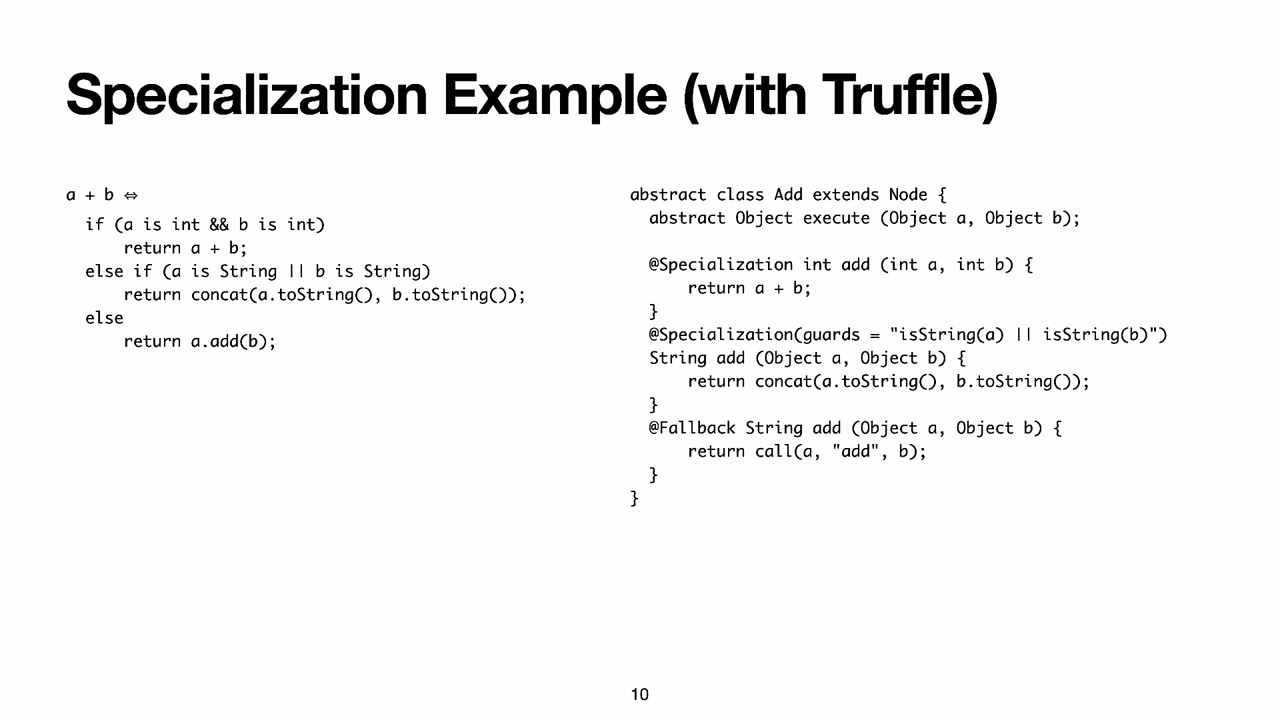 Specialization Example (with Truffle)
a + b ⇔
if (a is int && b is int)
return a + b;
else if (a is String || b is String)
return concat(a.toString(), b.toString());
else
return a.add(b);
abstract class Add extends Node {
abstract Object execute (Object a, Object b);
@Specialization int add (int a, int b) {
return a + b;
}
@Specialization(guards = "isString(a) || isString(b)")
String add (Object a, Object b) {
return concat(a.toString(), b.toString());
}
@Fallback String add (Object a, Object b) {
return call(a, "add", b);
}
}
10